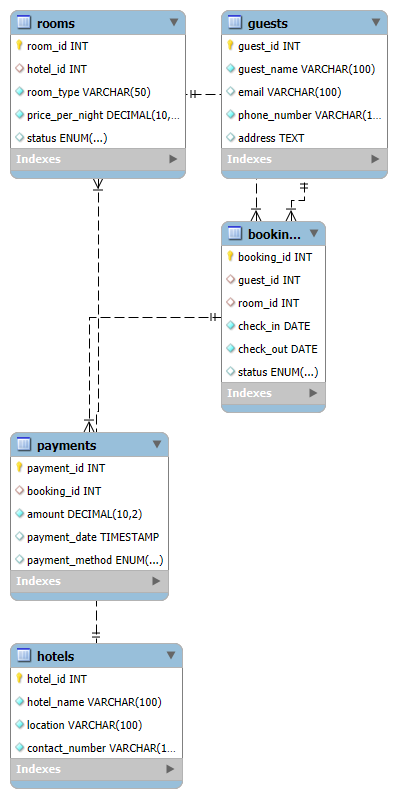 rooms
room_id INT
hotel_id INT
room_type VARCHAR(50)
price_per_night DECIMAL(10,...
status ENUM(...)
Indexes
guests
guest_id INT
guest_name VARCHAR(100)
email VARCHAR(100)
phone_number VARCHAR(1...
address TEXT
Indexes
bookin...
booking_id INT
guest_id INT
room_id INT
check_in DATE
check_out DATE
status ENUM(...)
Indexes
payments
payment_id INT
booking_id INT
amount DECIMAL(10,2)
payment_date TIMESTAMP
payment_method ENUM(...)
Indexes
hotels
hotel_id INT
hotel_name VARCHAR(100)
location VARCHAR(100)
contact_number VARCHAR(1...
Indexes